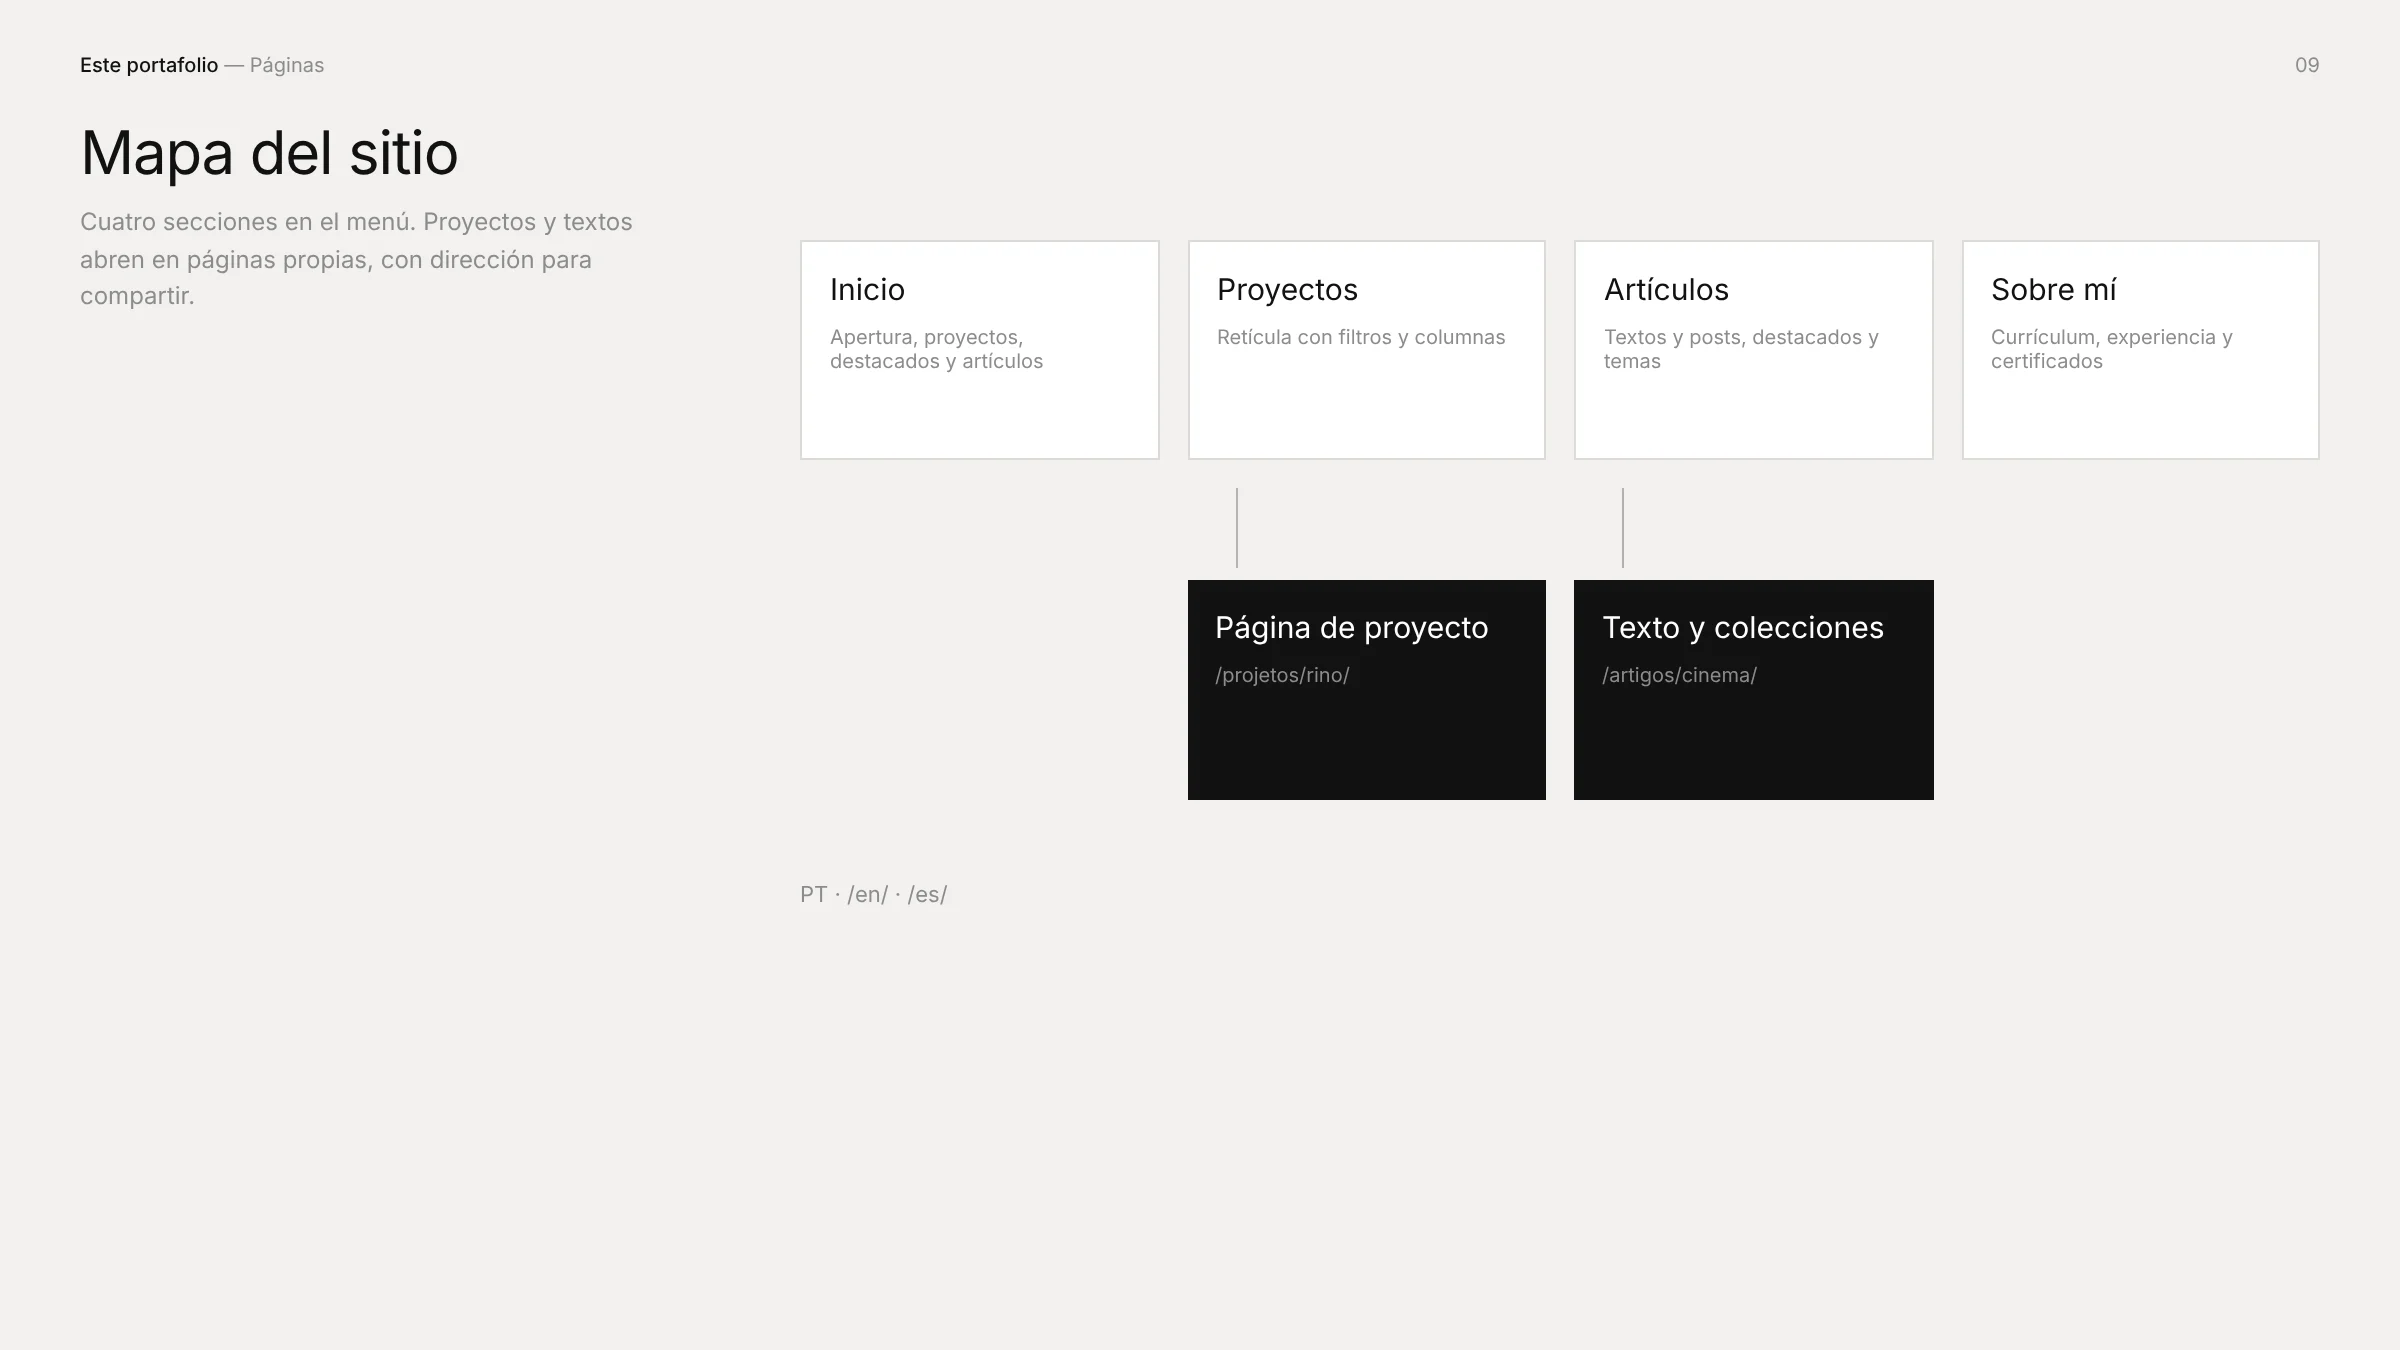 Este portafolio — Páginas
09
Mapa del sitio
Cuatro secciones en el menú. Proyectos y textos
abren en páginas propias, con dirección para
compartir.
Inicio
Apertura, proyectos,
destacados y artículos
Proyectos
Retícula con filtros y columnas
Artículos
Textos y posts, destacados y
temas
Sobre mí
Currículum, experiencia y
certificados
Página de proyecto
/projetos/rino/
Texto y colecciones
/artigos/cinema/
PT · /en/ · /es/